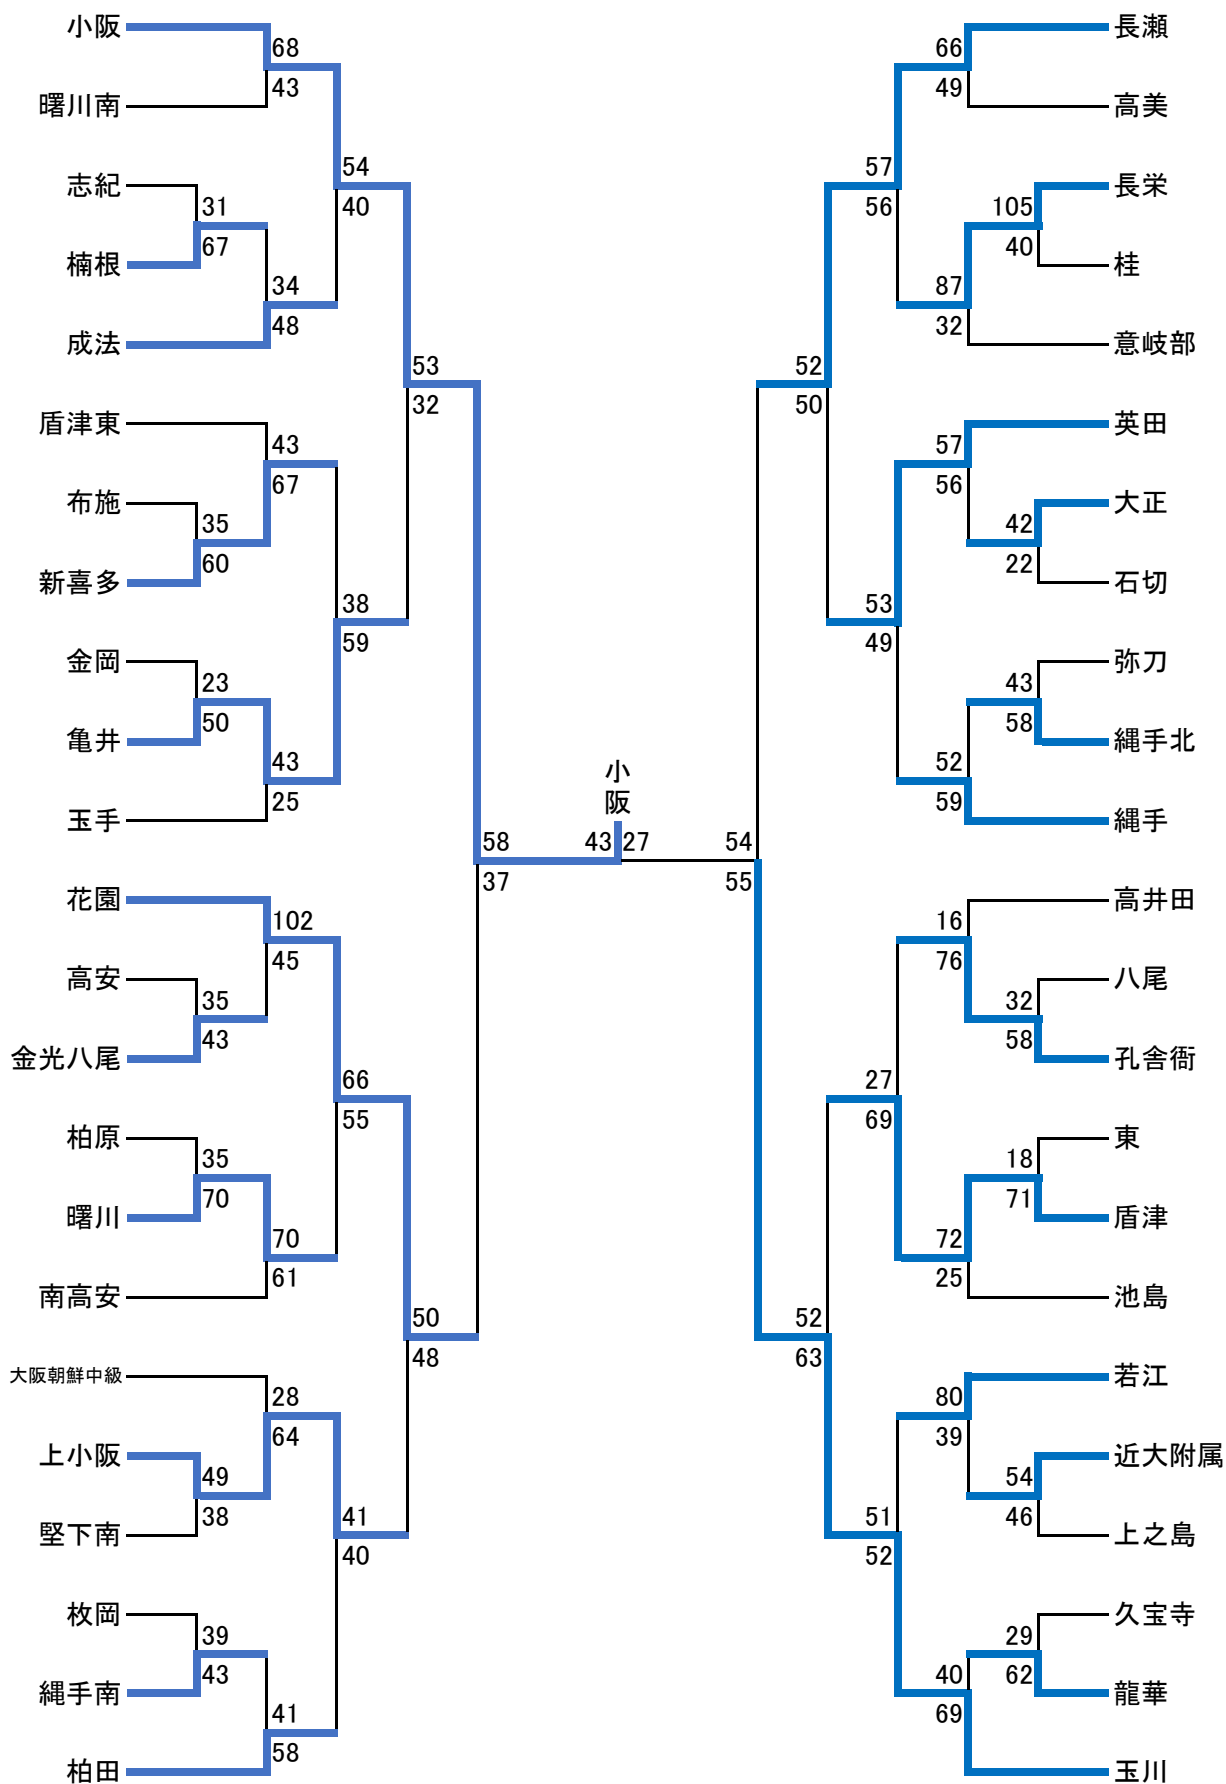 小阪
68
43
曙川南
54
40
志紀
31
67
楠根
34
48
成法
53
32
盾津東
43
67
布施
35
60
新喜多
38
59
金岡
23
50
亀井
43
25
玉手
58
37
花園
102
45
高安
35
43
金光八尾
66
55
柏原
35
70
曙川
70
61
南高安
50
48
大阪朝鮮中級
28
64
上小阪
49
38
堅下南
41
40
枚岡
39
43
縄手南
41
58
柏田
小
阪
43 27
長瀬
66
49
高美
57
56
長栄
105
40
桂
87
32
意岐部
52
50
英田
57
56
大正
42
22
石切
53
49
弥刀
43
58
縄手北
52
59
縄手
54
55
高井田
16
76
八尾
32
58
孔舎衙
27
69
東
18
71
盾津
72
25
池島
52
63
若江
80
39
近大附属
54
46
上之島
51
52
久宝寺
29
62
龍華
40
69
玉川